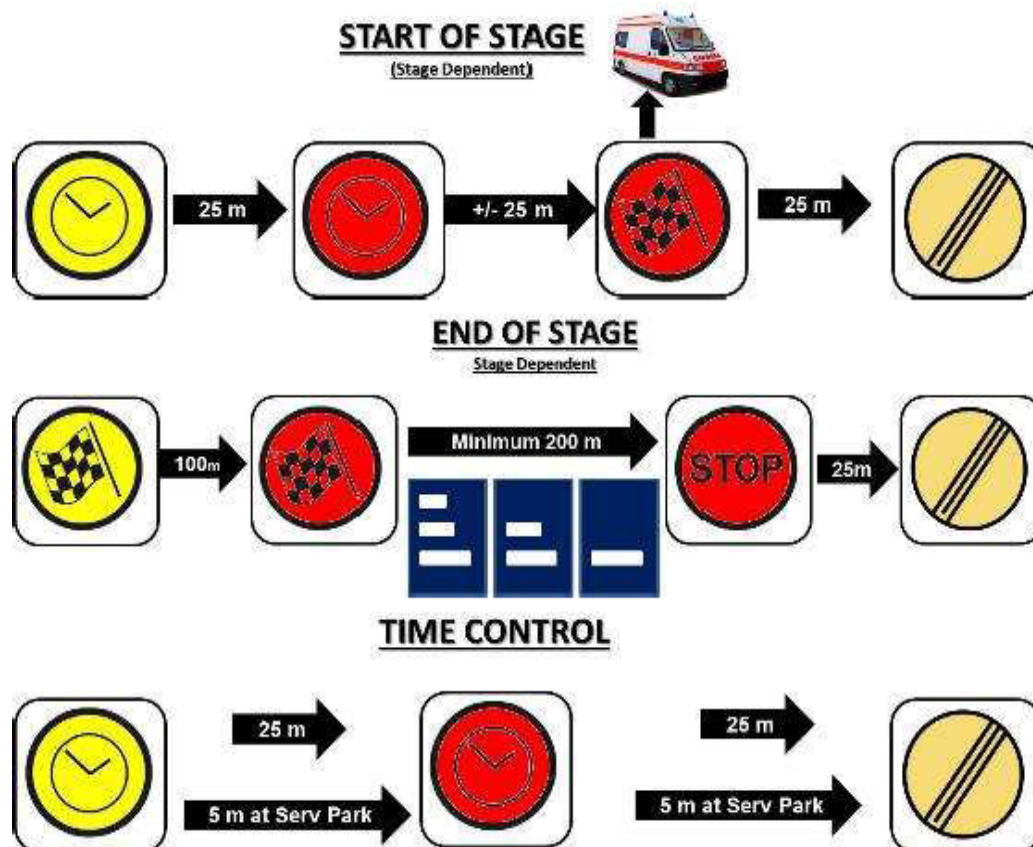 START OF STAGE
(Stage Dependent)
25 m
+/- 25 m
25 m
END OF STAGE
Stage Dependent
100m
Minimum 200 m
STOP
25m
TIME CONTROL
25 m
25 m
5 m at Serv Park
5 m at Serv Park